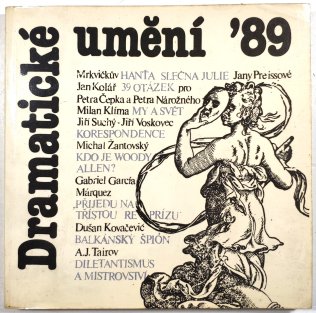 Dramatické
umění '89
Mrkvičkův HANŤA SLEČNA JULIE Jany Preissové
Jan Kolář 39 OTÁZEK pro
Petra Čepka a Petra Nárožného
Milan Klíma MY A SVĚT
Jiří Suchý - Jiří Voskovec
KORESPONDENCE
Michal Žantovský
KDO JE WOODY
ALLEN?
Gabriel García
Márquez
„PŘIJEDU NA
TŘÍSTOU REPRÍZU"
Dušan Kovačevič
BALKÁNSKÝ ŠPIÓN
A.J. Tairov
DILETANTISMUS
A MISTROVSTVÍ